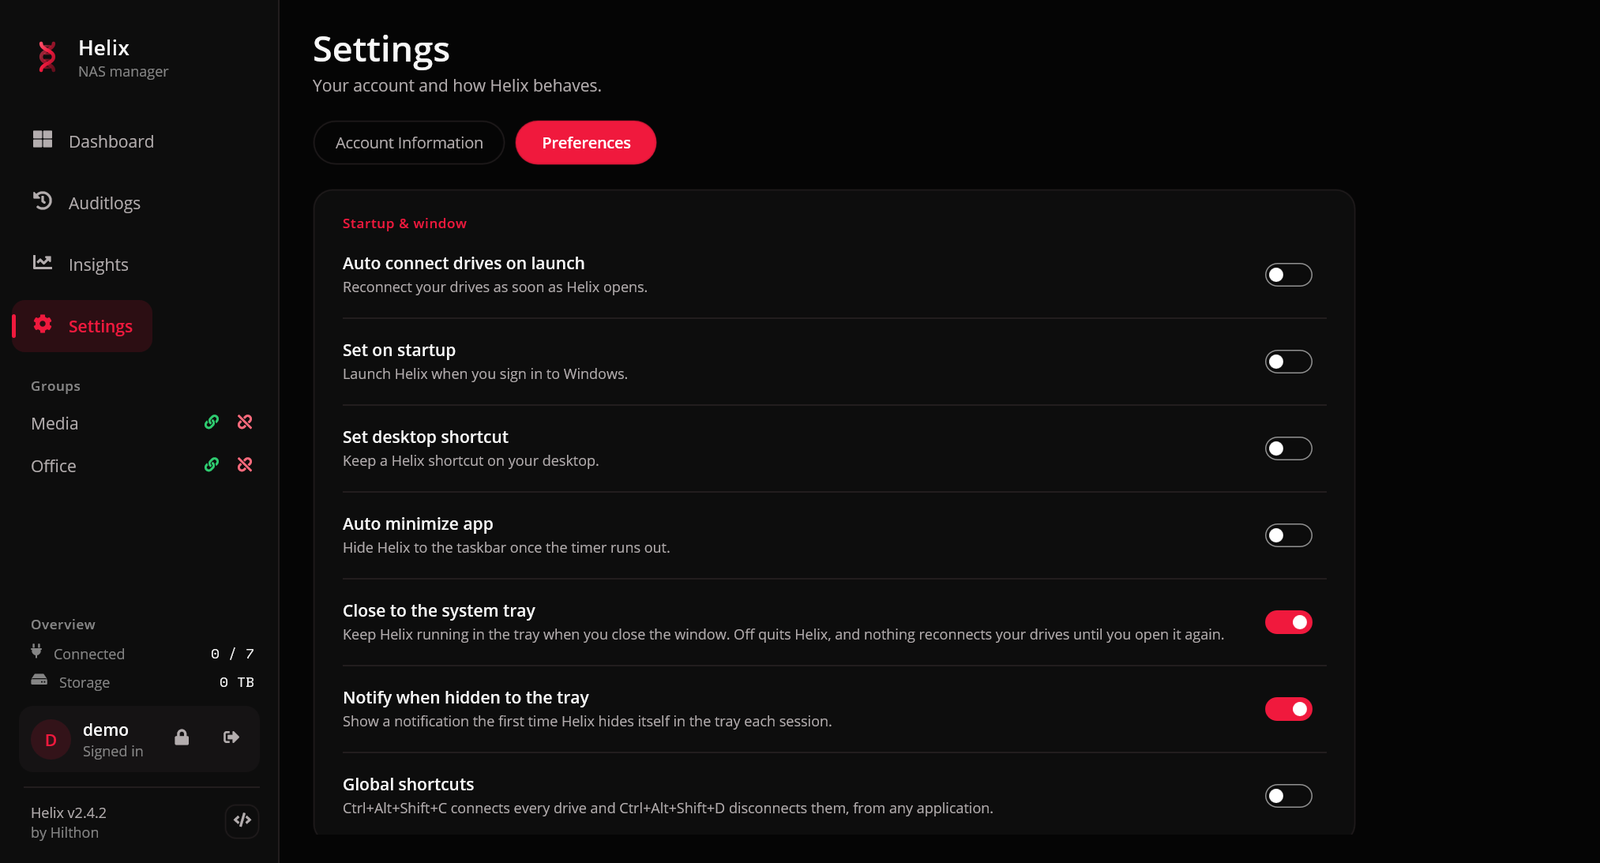 Helix
NAS manager
Dashboard
Auditlogs
Insights
Settings
Groups
Media
Office
Overview
Connected 0 / 7
Storage 0 TB
D
demo
Signed in
Helix v2.4.2
by Hilthon
Settings
Your account and how Helix behaves.
Account Information
Preferences
Startup & window
Auto connect drives on launch
Reconnect your drives as soon as Helix opens.
Set on startup
Launch Helix when you sign in to Windows.
Set desktop shortcut
Keep a Helix shortcut on your desktop.
Auto minimize app
Hide Helix to the taskbar once the timer runs out.
Close to the system tray
Keep Helix running in the tray when you close the window. Off quits Helix, and nothing reconnects your drives until you open it again.
Notify when hidden to the tray
Show a notification the first time Helix hides itself in the tray each session.
Global shortcuts
Ctrl+Alt+Shift+C connects every drive and Ctrl+Alt+Shift+D disconnects them, from any application.